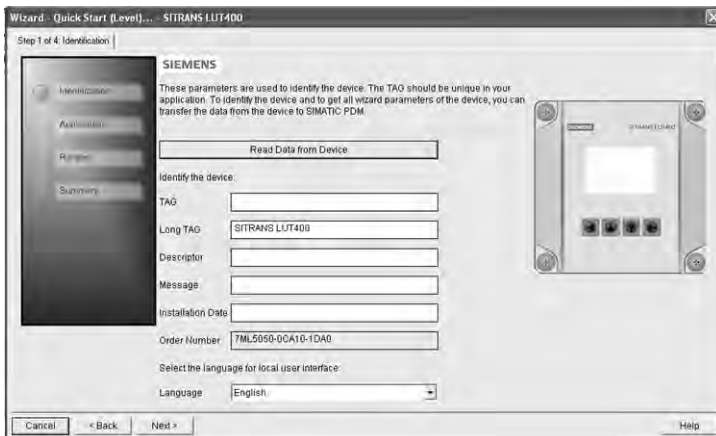 Wizard - Quick Start (Level)... - SITRANS LUT400
Step 1 of 4: Identification
SIEMENS
These parameters are used to identify the device. The TAG should be unique in your
application. To identify the device and to get all wizard parameters of the device, you can
transfer the data from the device to SIMATIC PDM.
Identification
Application
Ranges
Summary
Read Data from Device
Identify the device:
TAG
Long TAG SITRANS LUT400
Descriptor
Message
Installation Date
Order Number 7ML5050-0CA10-1DA0
Select the language for local user interface:
Language English
SIEMENS SITRANS LUT400
Cancel < Back Next > Help